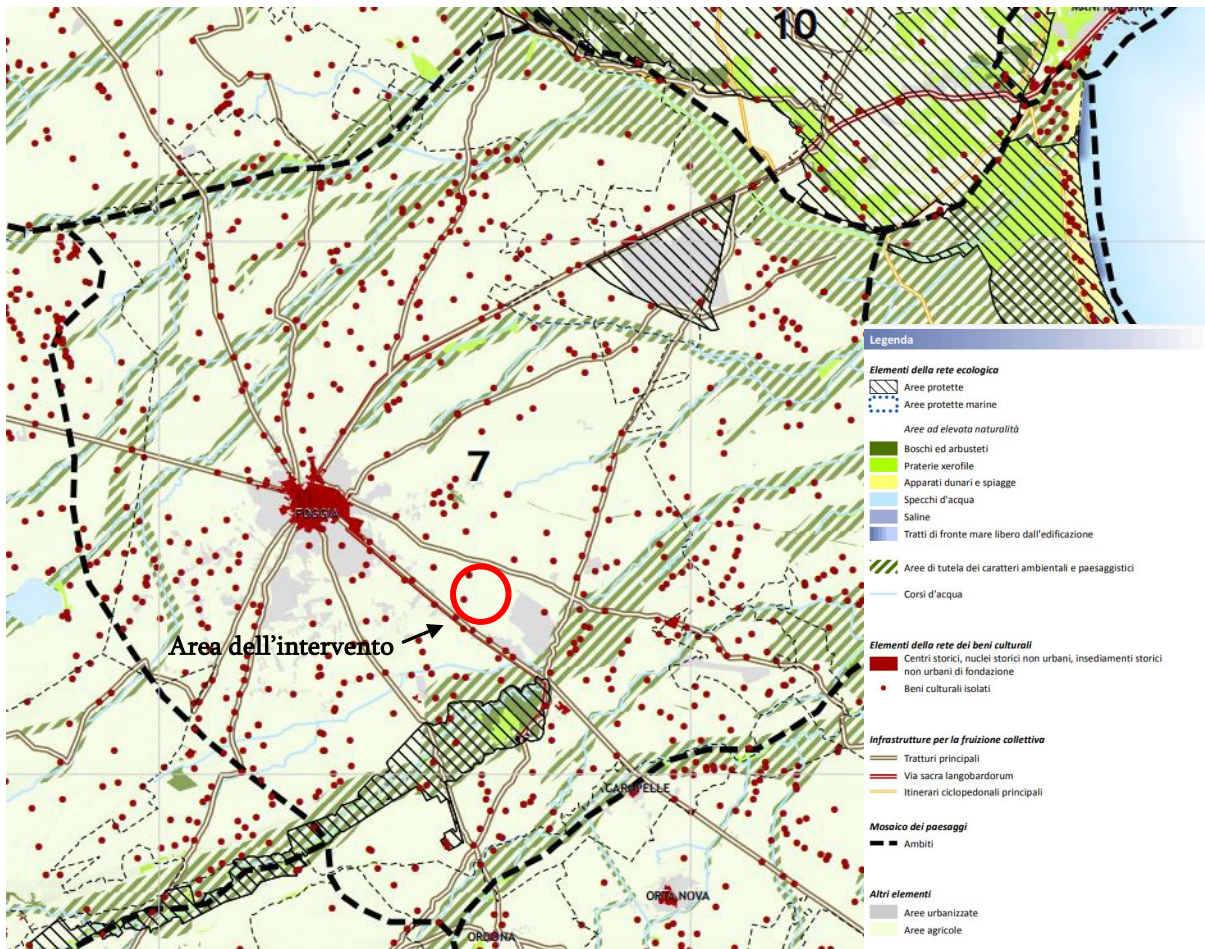 10
MANFREDONIA
7
FOGGIA
Area dell'intervento
CARAPELLE
ORTA NOVA
ORDONA
Legenda
Elementi della rete ecologica
Aree protette
Aree protette marine
Aree ad elevata naturalità
Boschi ed arbusteti
Praterie xerofile
Apparati dunari e spiagge
Specchi d'acqua
Saline
Tratti di fronte mare libero dall'edificazione
Aree di tutela dei caratteri ambientali e paesaggistici
Corsi d'acqua
Elementi della rete dei beni culturali
Centri storici, nuclei storici non urbani, insediamenti storici
non urbani di fondazione
Beni culturali isolati
Infrastrutture per la fruizione collettiva
Tratturi principali
Via sacra langobardorum
Itinerari ciclopedonali principali
Mosaico dei paesaggi
Ambiti
Altri elementi
Aree urbanizzate
Aree agricole